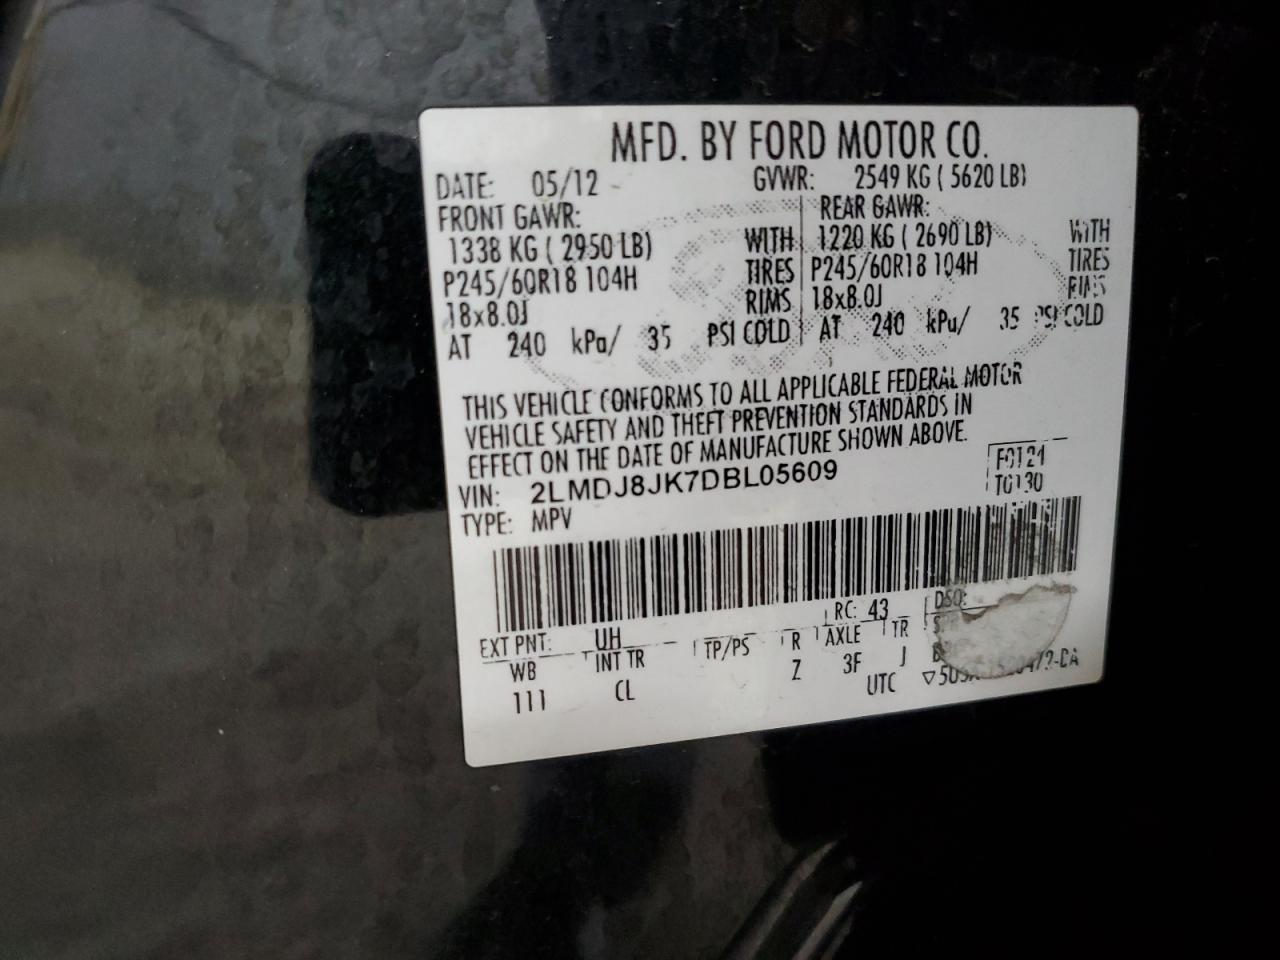 MFD. BY FORD MOTOR CO.
DATE: 05/12 GVWR: 2549 KG ( 5620 LB)
FRONT GAWR: REAR GAWR:
1338 KG ( 2950 LB) WITH 1220 KG ( 2690 LB) WITH
P245/60R18 104H TIRES P245/60R18 104H TIRES
18x8.0J RIMS 18x8.0J RIMS
AT 240 kPa/ 35 PSI COLD AT 240 kPa/ 35 PSI COLD
THIS VEHICLE CONFORMS TO ALL APPLICABLE FEDERAL MOTOR
VEHICLE SAFETY AND THEFT PREVENTION STANDARDS IN
EFFECT ON THE DATE OF MANUFACTURE SHOWN ABOVE.
VIN: 2LMDJ8JK7DBL05609 F0124
TYPE: MPV T0130
EXT PNT: UH RC: 43 DSO:
WB INT TR TP/PS R AXLE TR
111 CL Z 3F J
UTC